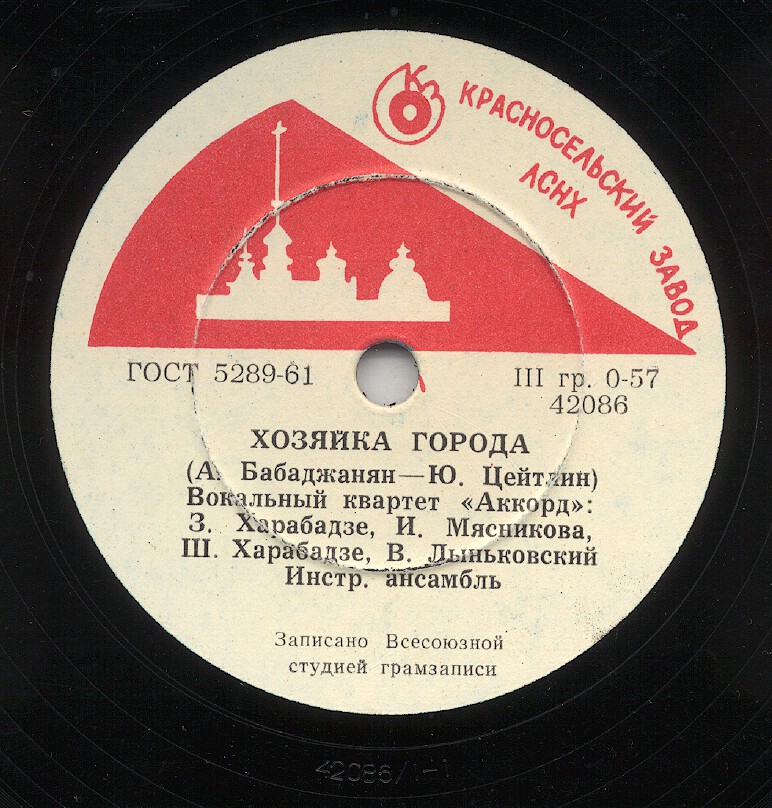 КЗ
КРАСНОСЕЛЬСКИЙ ЗАВОД
ЛСНХ
ГОСТ 5289-61
III гр. 0-57
42086
ХОЗЯЙКА ГОРОДА
(А. Бабаджанян — Ю. Цейтлин)
Вокальный квартет «Аккорд»:
З. Харабадзе, И. Мясникова,
Ш. Харабадзе, В. Лыньковский
Инстр. ансамбль
Записано Всесоюзной
студией грамзаписи
42086/1-1